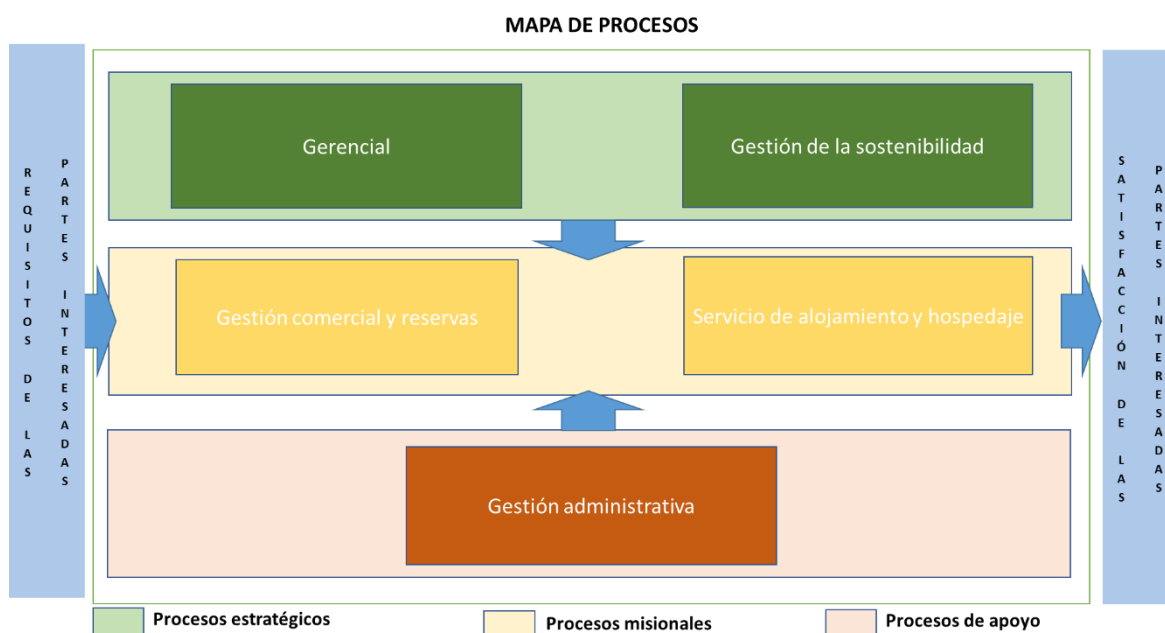 MAPA DE PROCESOS
REQUISITOS DE LAS
PARTES INTERESADAS
Gerencial
Gestión de la sostenibilidad
Gestión comercial y reservas
Servicio de alojamiento y hospedaje
Gestión administrativa
SATISFACCIÓN DE LAS
PARTES INTERESADAS
Procesos estratégicos
Procesos misionales
Procesos de apoyo